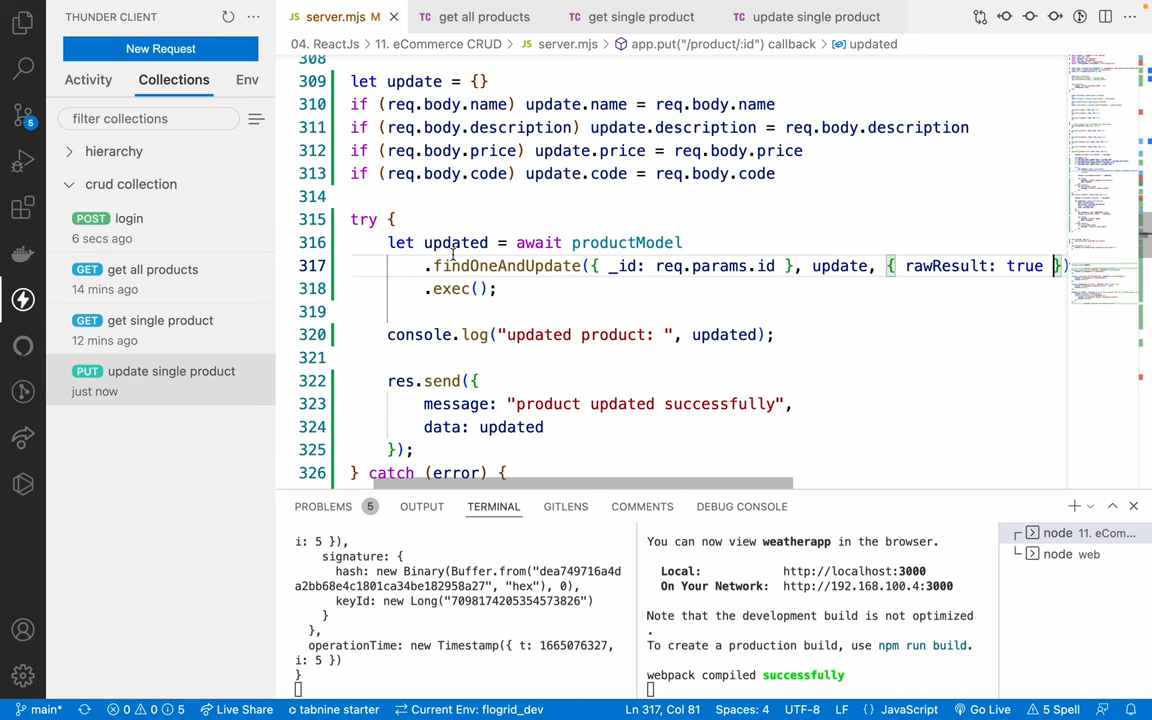 THUNDER CLIENT
server.mjs M
TC get all products
TC get single product
TC update single product
New Request
04. ReactJs > 11. eCommerce CRUD > JS server.mjs > app.put("/product/:id") callback > updated
Activity
Collections
Env
filter collections
hierarchy
crud collection
POST login
6 secs ago
GET get all products
14 mins ago
GET get single product
12 mins ago
PUT update single product
just now
5
308
309 let update = {}
310 if (req.body.name) update.name = req.body.name
311 if (req.body.description) update.description = req.body.description
312 if (req.body.price) update.price = req.body.price
313 if (req.body.code) update.code = req.body.code
314
315 try {
316 let updated = await productModel
317 .findOneAndUpdate({ _id: req.params.id }, update, { rawResult: true })
318 .exec();
319
320 console.log("updated product: ", updated);
321
322 res.send({
323 message: "product updated successfully",
324 data: updated
325 });
326 } catch (error) {
PROBLEMS 5 OUTPUT TERMINAL GITLENS COMMENTS DEBUG CONSOLE
i: 5 }),
signature: {
hash: new Binary(Buffer.from("dea749716a4d
a2bb68e4c1801ca34be182958a27", "hex"), 0),
keyId: new Long("7098174205354573826")
}
},
operationTime: new Timestamp({ t: 1665076327,
i: 5 })
}
You can now view weatherapp in the browser.
Local: http://localhost:3000
On Your Network: http://192.168.100.4:3000
Note that the development build is not optimized
.
To create a production build, use npm run build.
webpack compiled successfully
node 11. eCom...
node web
main* 0 0 5 Live Share tabnine starter Current Env: flogrid_dev Ln 317, Col 81 Spaces: 4 UTF-8 LF {} JavaScript Go Live 5 Spell